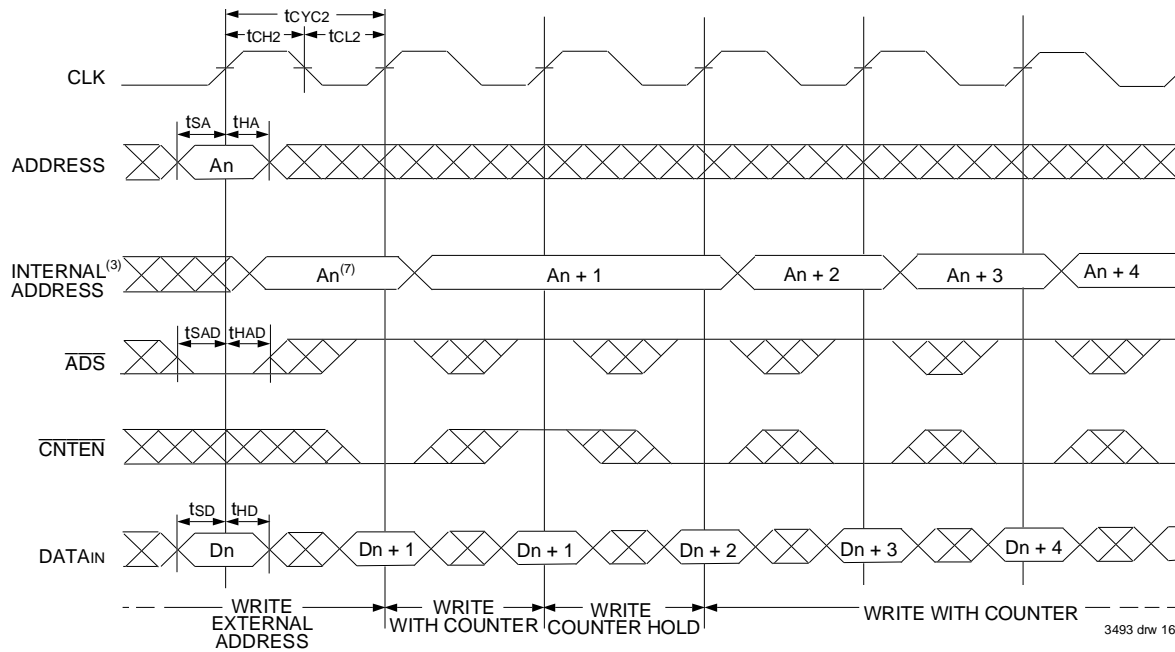 tCYC2
tCH2 tCL2
CLK
tSA tHA
ADDRESS An
INTERNAL(3)
ADDRESS
An(7) An + 1 An + 2 An + 3 An + 4
tSAD tHAD
ADS
CNTEN
tSD tHD
DATAIN Dn Dn + 1 Dn + 1 Dn + 2 Dn + 3 Dn + 4
WRITE
EXTERNAL
ADDRESS
WRITE
WITH COUNTER
WRITE
COUNTER HOLD
WRITE WITH COUNTER
3493 drw 16